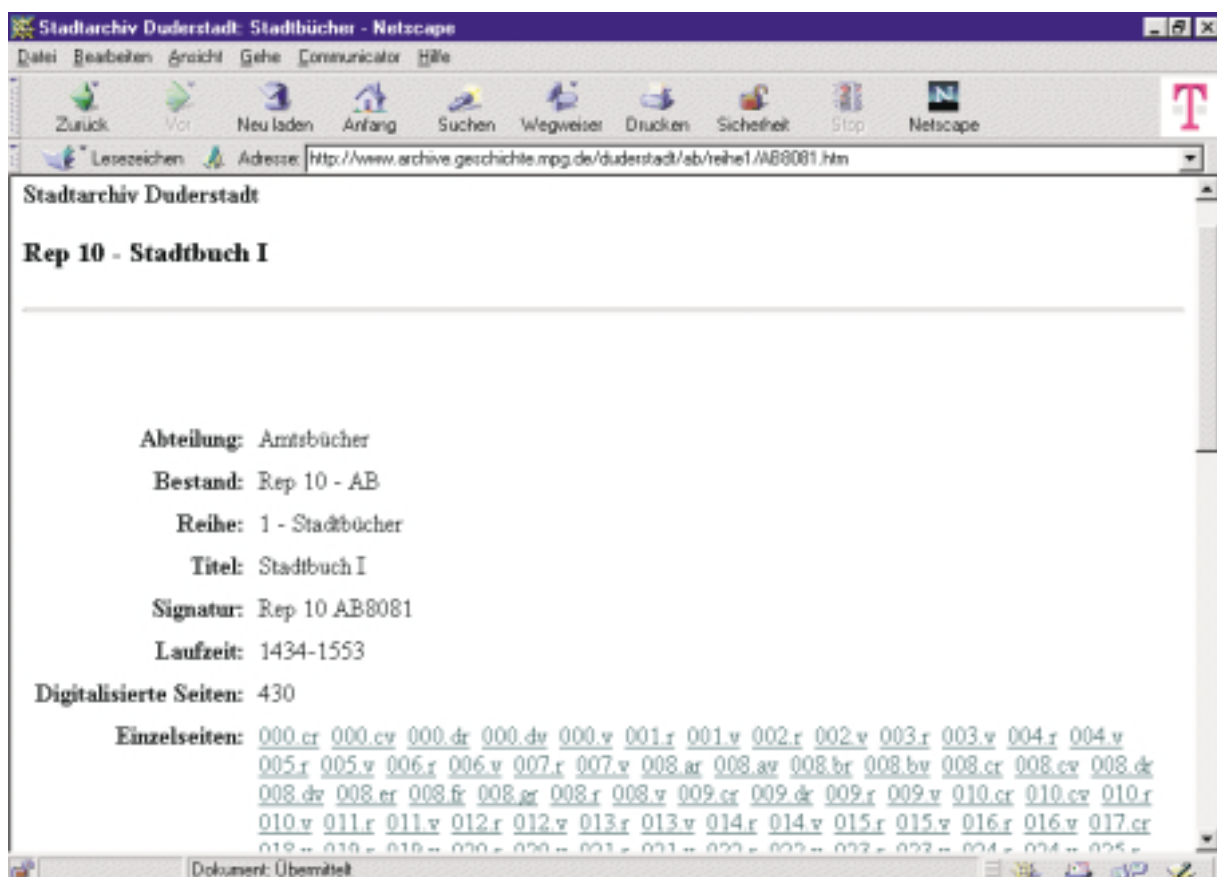 Stadtarchiv Duderstadt: Stadtbücher - Netscape
Datei Bearbeiten Ansicht Gehe Communicator Hilfe
Zurück Vor Neu laden Anfang Suchen Wegweiser Drucken Sicherheit Stop Netscape
N
T
Lesezeichen Adresse: http://www.archive.geschichte.mpg.de/duderstadt/ab/reihe1/AB8081.htm
Stadtarchiv Duderstadt
Rep 10 - Stadtbuch I
Abteilung: Amtsbücher
Bestand: Rep 10 - AB
Reihe: 1 - Stadtbücher
Titel: Stadtbuch I
Signatur: Rep 10 AB8081
Laufzeit: 1434-1553
Digitalisierte Seiten: 430
Einzelseiten: 000.cr 000.cv 000.dr 000.dv 000.v 001.r 001.v 002.r 002.v 003.r 003.v 004.r 004.v
005.r 005.v 006.r 006.v 007.r 007.v 008.ar 008.av 008.br 008.bv 008.cr 008.cv 008.dr
008.dv 008.er 008.fr 008.gr 008.r 008.v 009.cr 009.dr 009.r 009.v 010.cr 010.cv 010.r
010.v 011.r 011.v 012.r 012.v 013.r 013.v 014.r 014.v 015.r 015.v 016.r 016.v 017.cr
Dokument: Übermittelt